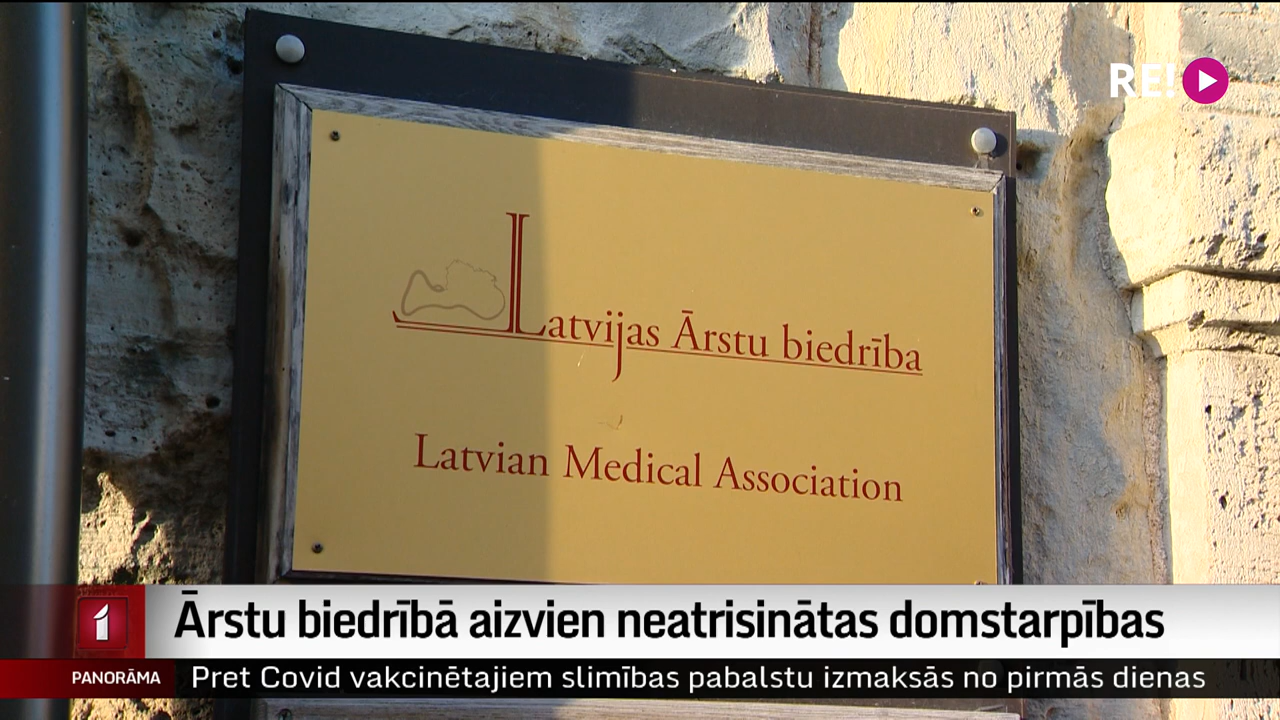 RE!
Latvijas Ārstu biedrība
Latvian Medical Association
1 Ārstu biedrībā aizvien neatrisinātas domstarpības
PANORĀMA Pret Covid vakcinētajiem slimības pabalstu izmaksās no pirmās dienas